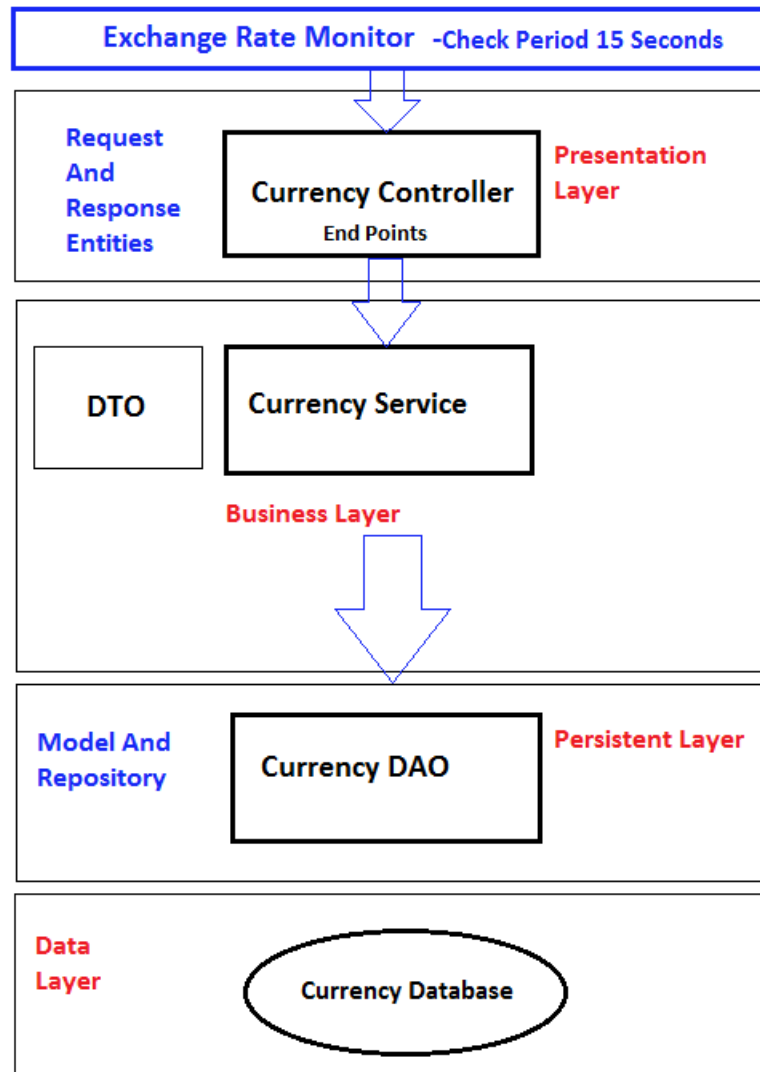 Exchange Rate Monitor -Check Period 15 Seconds
Request
And
Response
Entities
Currency Controller
End Points
Presentation
Layer
DTO
Currency Service
Business Layer
Model And
Repository
Currency DAO
Persistent Layer
Data
Layer
Currency Database